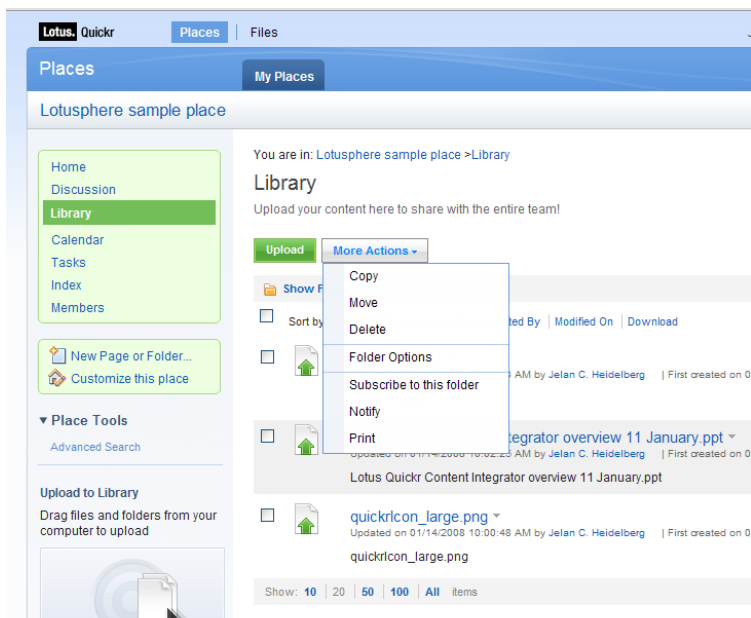 Lotus. Quickr Places Files
Places My Places
Lotusphere sample place
Home
Discussion
Library
Calendar
Tasks
Index
Members
New Page or Folder...
Customize this place
Place Tools
Advanced Search
Upload to Library
Drag files and folders from your
computer to upload
You are in: Lotusphere sample place >Library
Library
Upload your content here to share with the entire team!
Upload More Actions
Copy
Move
Delete
Folder Options
Subscribe to this folder
Notify
Print
Show
Sort by Modified On Download
AM by Jelan C. Heidelberg | First created on
11 January.ppt
AM by Jelan C. Heidelberg | First created on
Lotus Quickr Content Integrator overview 11 January.ppt
quickrIcon_large.png
Updated on 01/14/2008 10:00:48 AM by Jelan C. Heidelberg | First created on
quickrIcon_large.png
Show: 10 | 20 | 50 | 100 | All items